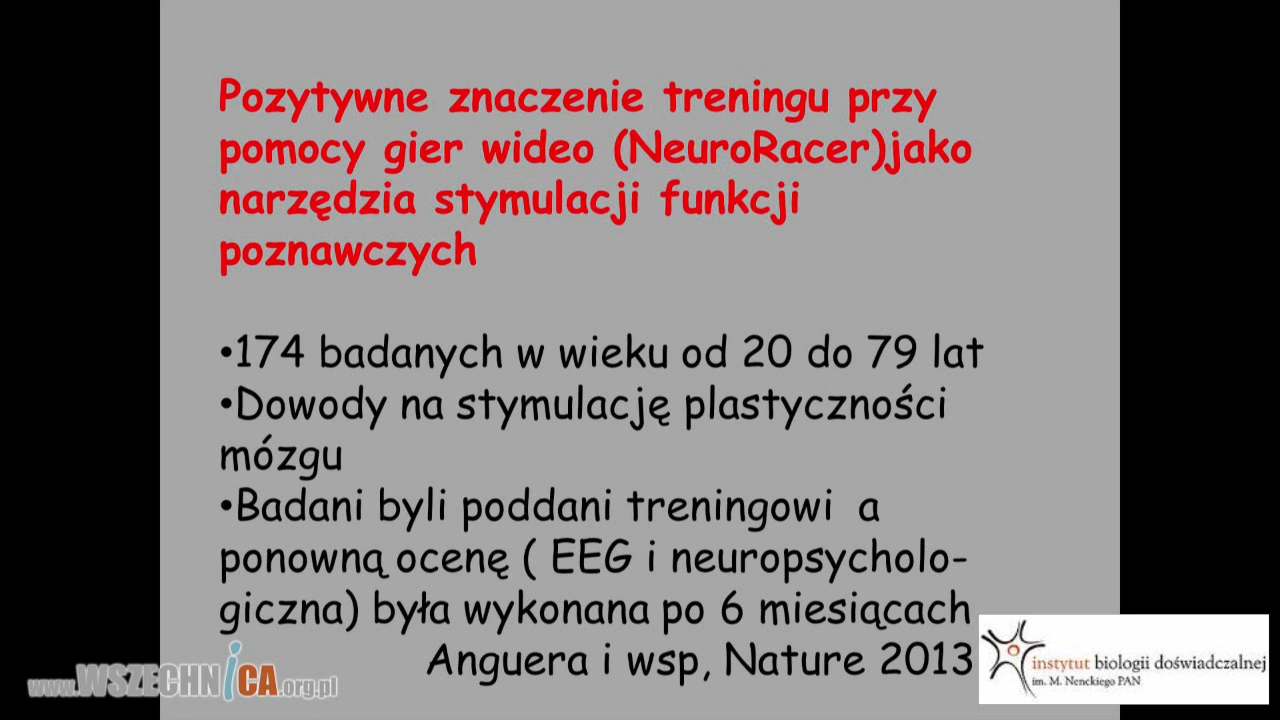 Pozytywne znaczenie treningu przy
pomocy gier wideo (NeuroRacer)jako
narzędzia stymulacji funkcji
poznawczych
•174 badanych w wieku od 20 do 79 lat
•Dowody na stymulację plastyczności
mózgu
•Badani byli poddani treningowi  a
ponowną ocenę ( EEG i neuropsycholo-
giczna) była wykonana po 6 miesiącach
Anguera i wsp, Nature 2013
www.WSZECHNiCA.org.pl
instytut biologii doświadczalnej
im. M. Nenckiego PAN